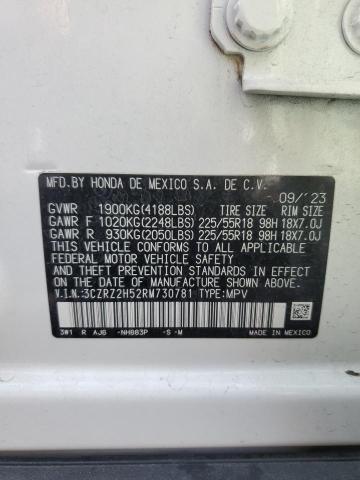 MFD.BY HONDA DE MEXICO S.A. DE C.V.
09/'23
GVWR 1900KG(4188LBS) TIRE SIZE RIM SIZE
GAWR F 1020KG(2248LBS) 225/55R18 98H 18X7.0J
GAWR R 930KG(2050LBS) 225/55R18 98H 18X7.0J
THIS VEHICLE CONFORMS TO ALL APPLICABLE
FEDERAL MOTOR VEHICLE SAFETY
AND THEFT PREVENTION STANDARDS IN EFFECT
ON THE DATE OF MANUFACTURE SHOWN ABOVE.
V.I.N.:3CZRZ2H52RM730781 TYPE:MPV
3W1 R AJ6 -NH883P -S -M
MADE
IN MEXICO